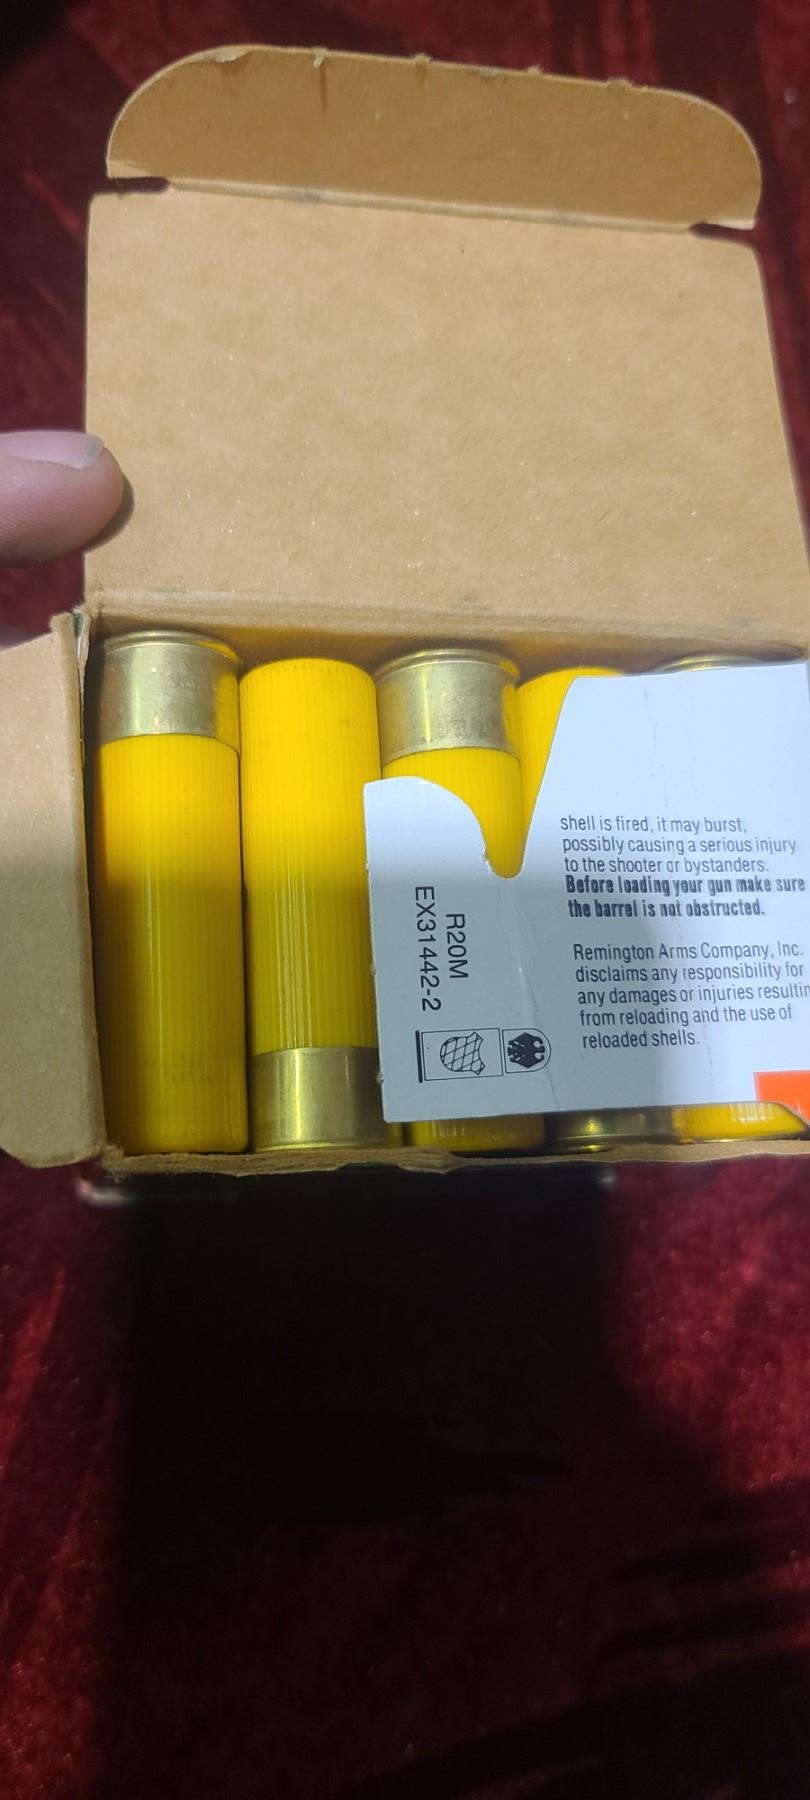 shell is fired, it may burst,
possibly causing a serious injury
to the shooter or bystanders.
Before loading your gun make sure
the barrel is not obstructed.
Remington Arms Company, Inc.
disclaims any responsibility for
any damages or injuries resultin
from reloading and the use of
reloaded shells.
R20M
EX31442-2